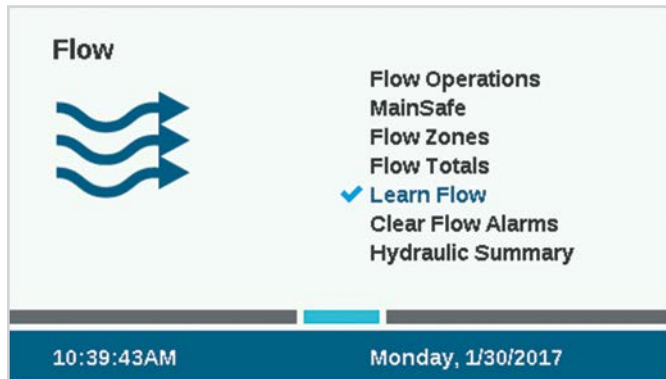 Flow
Flow Operations
MainSafe
Flow Zones
Flow Totals
Learn Flow
Clear Flow Alarms
Hydraulic Summary
10:39:43AM
Monday, 1/30/2017